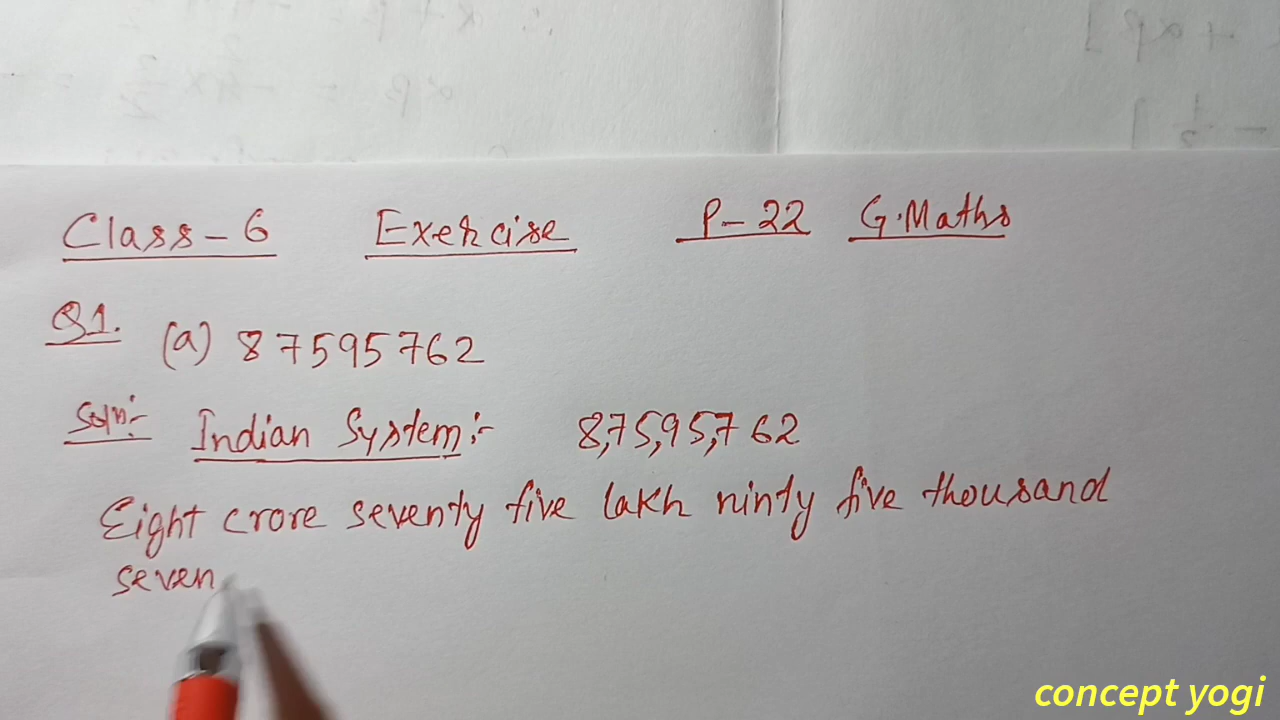 Class-6 Exercise P-22 G.Maths
Q1. (a) 87595762
Soln:- Indian System:- 8,75,95,762
Eight crore seventy five lakh ninty five thousand
seven
concept yogi